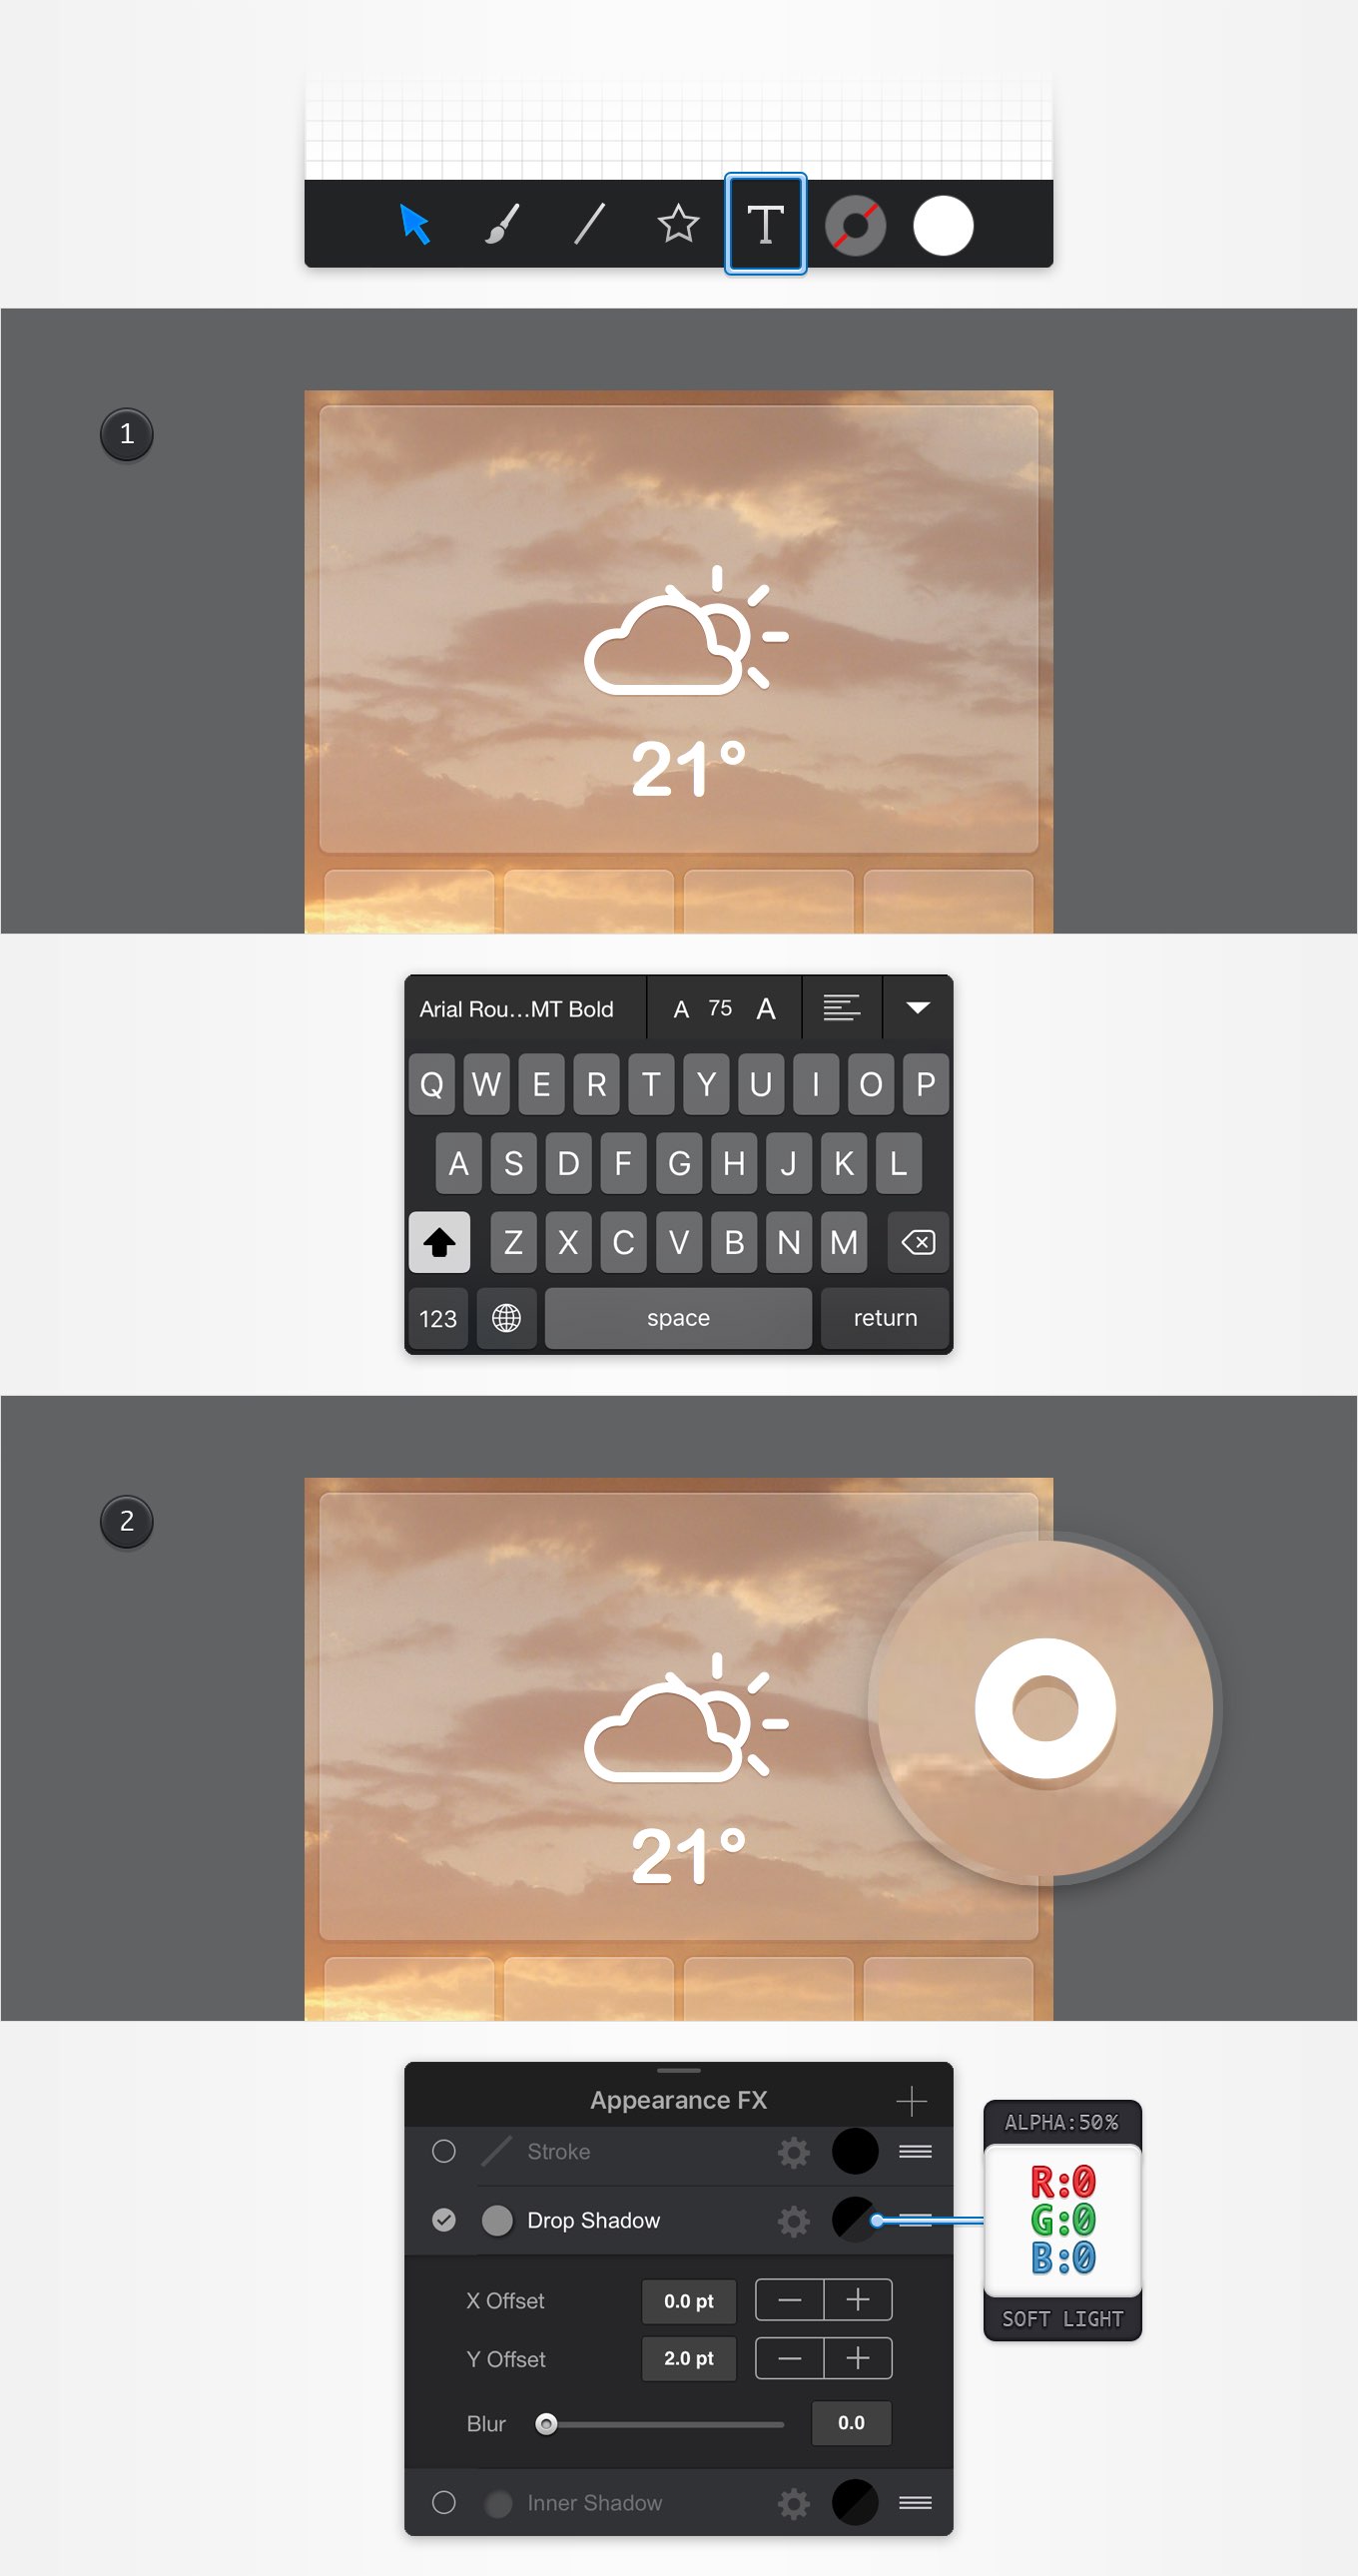 T
1
21°
Arial Rou...MT Bold A 75 A
Q W E R T Y U I O P
A S D F G H J K L
Z X C V B N M
123 space return
2
21°
Appearance FX
ALPHA:50%
Stroke
R:0
Drop Shadow
G:0
B:0
X Offset 0.0 pt
SOFT LIGHT
Y Offset 2.0 pt
Blur 0.0
Inner Shadow